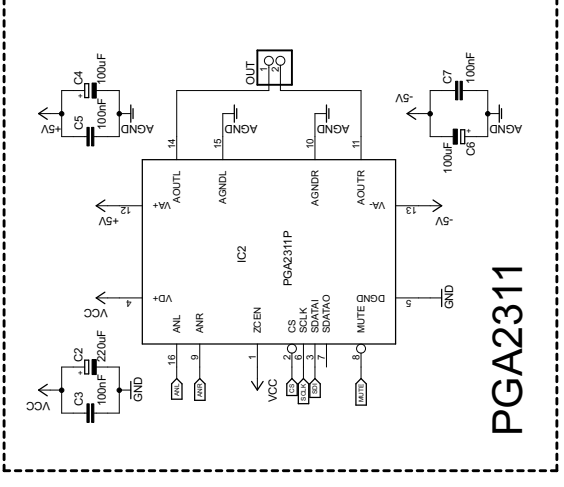 VCC
C3
100nF
C2
220uF
GND
VCC
+5V
+5V
C5
100nF
C4
100uF
AGND
OUT
1
2
14
15
10
11
AGND
AGND
-5V
100uF
C6
C7
100nF
AGND
4
12
VD+
VA+
AOUTL
AGNDL
AGNDR
AOUTR
IC2
PGA2311P
16
ANL
ANL
9
ANR
ANR
1
ZCEN
VCC
2
CS
CS
6
SCLK
SCLK
3
SDATAI
SDI
7
SDATAO
8
MUTE
MUTE
DGND
5
GND
VA-
13
-5V
PGA2311